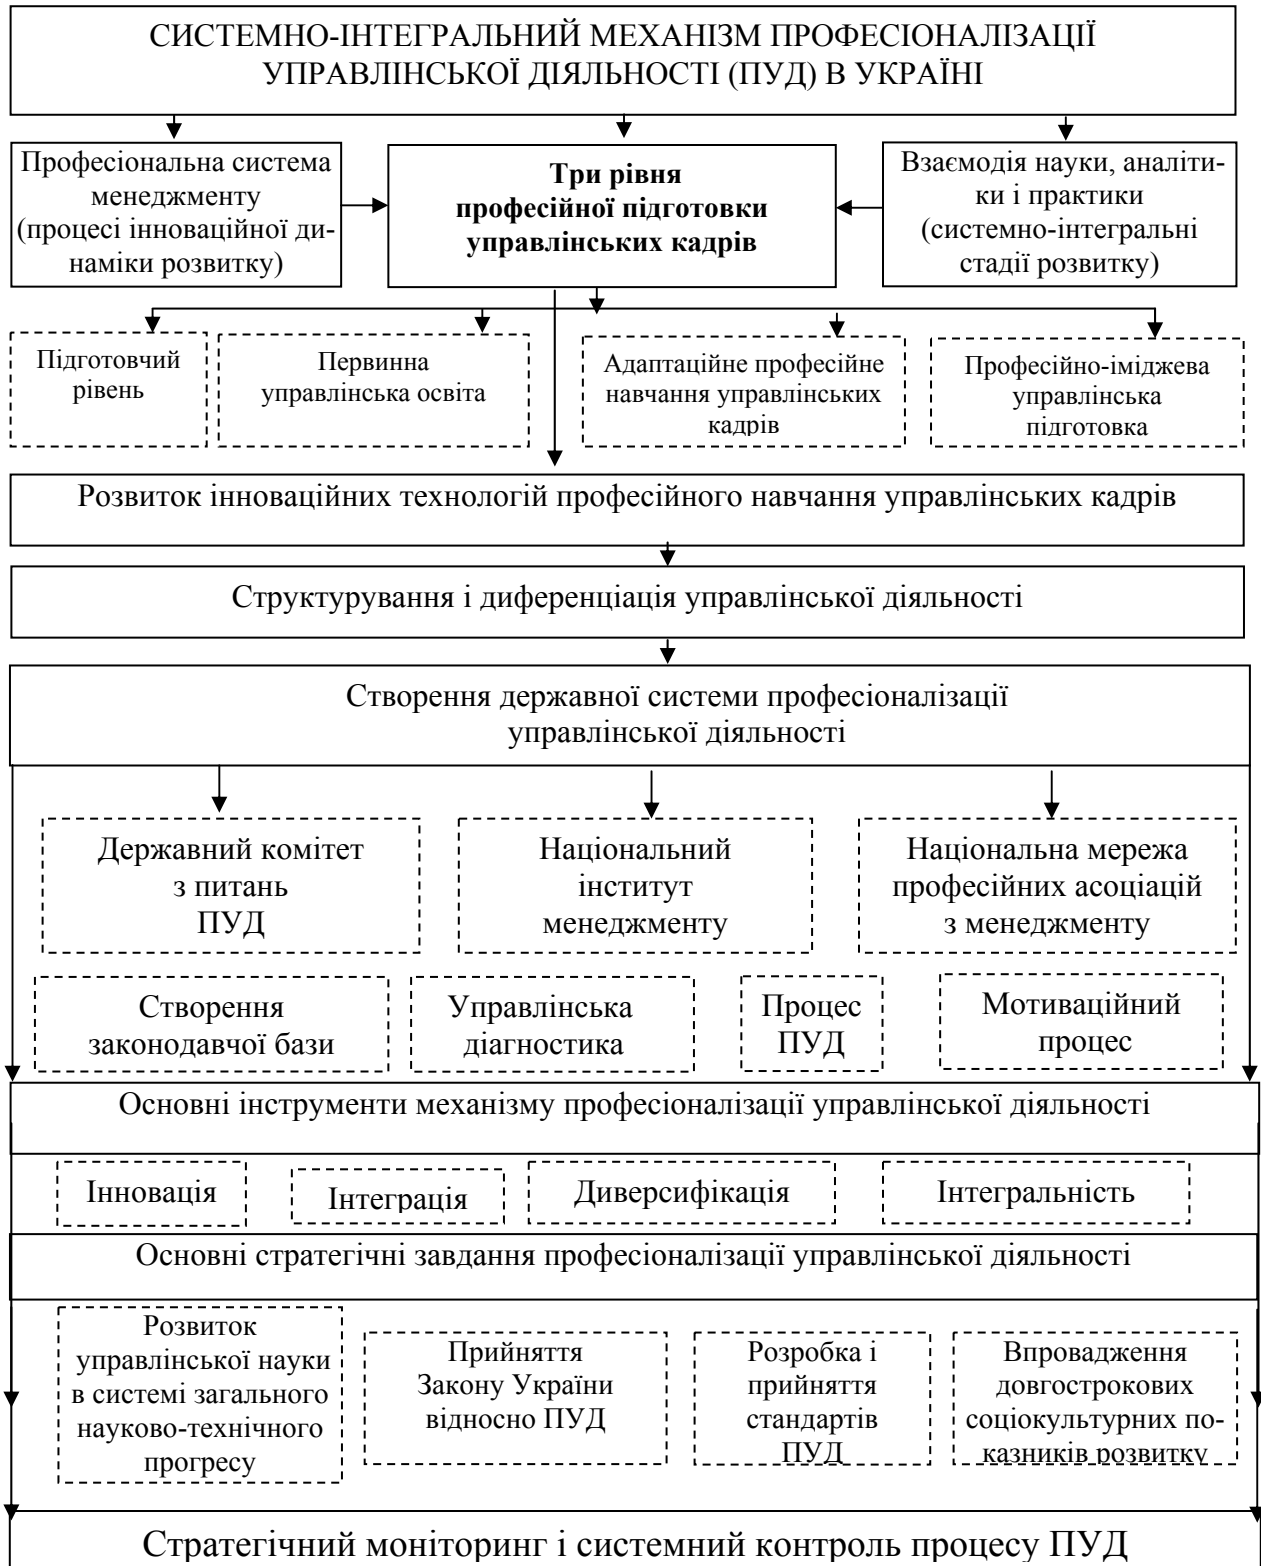 СИСТЕМНО-ІНТЕГРАЛЬНИЙ МЕХАНІЗМ ПРОФЕСІОНАЛІЗАЦІЇ
УПРАВЛІНСЬКОЇ ДІЯЛЬНОСТІ (ПУД) В УКРАЇНІ
Професіональна система
менеджменту
(процесі інноваційної ди-
наміки розвитку)
Три рівня
професійної підготовки
управлінських кадрів
Взаємодія науки, аналіти-
ки і практики
(системно-інтегральні
стадії розвитку)
Підготовчий
рівень
Первинна
управлінська освіта
Адаптаційне професійне
навчання управлінських
кадрів
Професійно-іміджева
управлінська
підготовка
Розвиток інноваційних технологій професійного навчання управлінських кадрів
Структурування і диференціація управлінської діяльності
Створення державної системи професіоналізації
управлінської діяльності
Державний комітет
з питань
ПУД
Національний
інститут
менеджменту
Національна мережа
професійних асоціацій
з менеджменту
Створення
законодавчої бази
Управлінська
діагностика
Процес
ПУД
Мотиваційний
процес
Основні інструменти механізму професіоналізації управлінської діяльності
Інновація
Інтеграція
Диверсифікація
Інтегральність
Основні стратегічні завдання професіоналізації управлінської діяльності
Розвиток
управлінської науки
в системі загального
науково-технічного
прогресу
Прийняття
Закону України
відносно ПУД
Розробка і
прийняття
стандартів
ПУД
Впровадження
довгострокових
соціокультурних по-
казників розвитку
Стратегічний моніторинг і системний контроль процесу ПУД